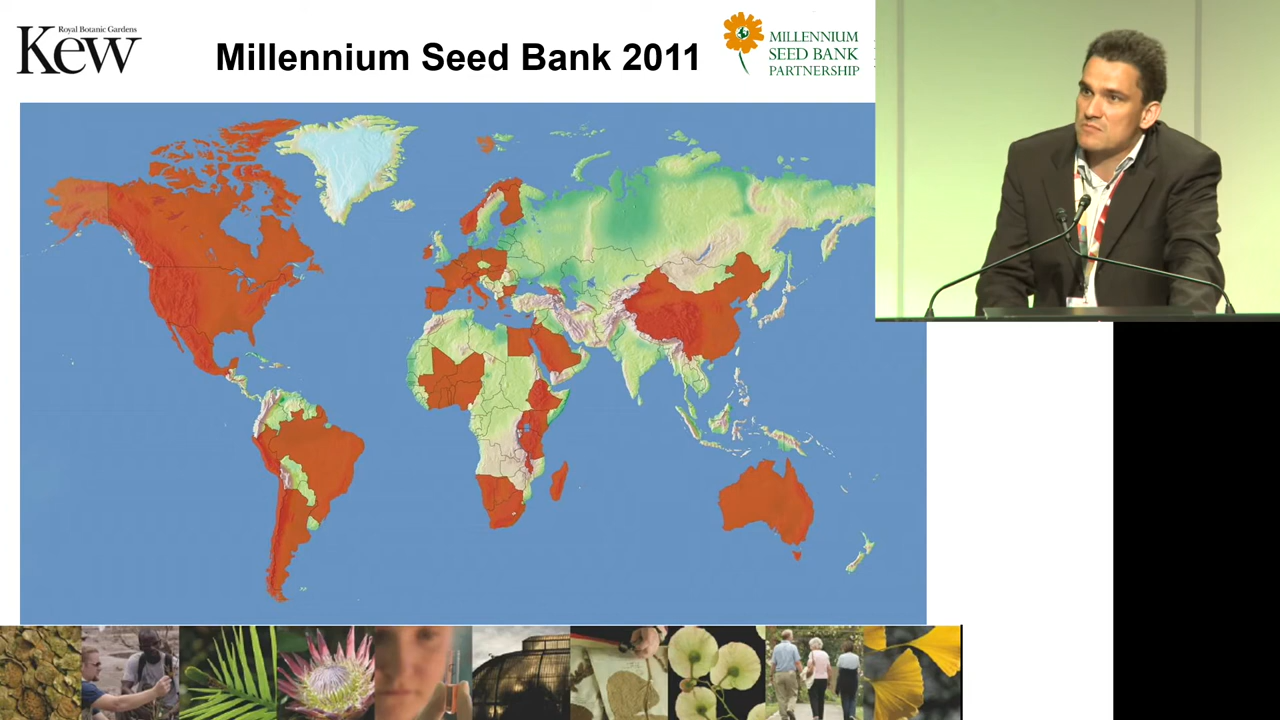 Royal Botanic Gardens
Kew
Millennium Seed Bank 2011
MILLENNIUM
SEED BANK
PARTNERSHIP